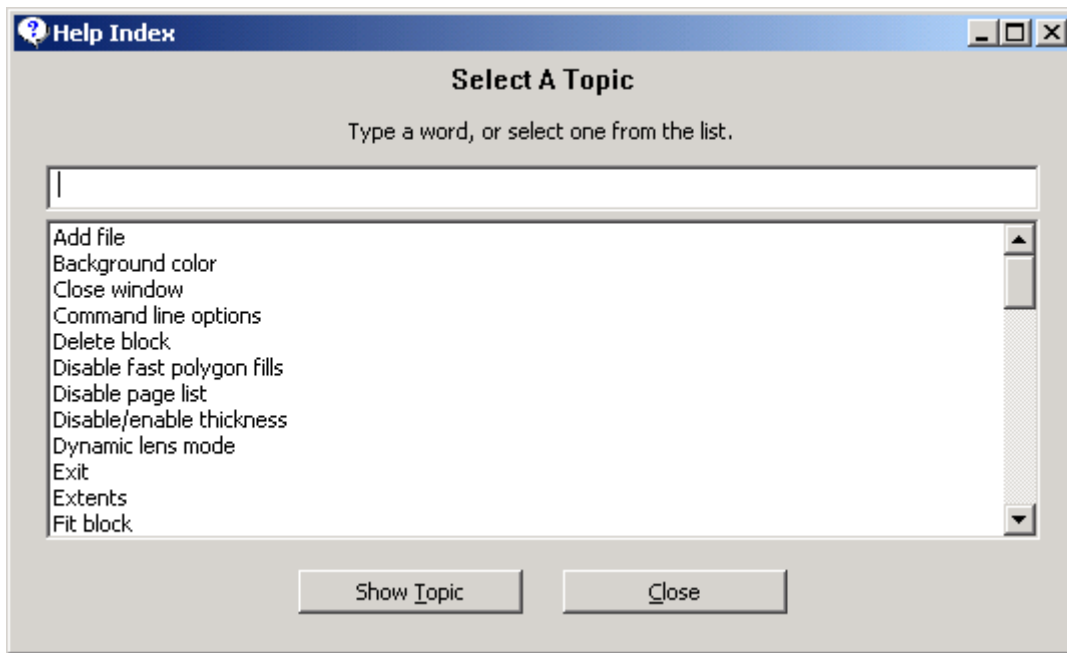 Help Index
Select A Topic
Type a word, or select one from the list.
Add file
Background color
Close window
Command line options
Delete block
Disable fast polygon fills
Disable page list
Disable/enable thickness
Dynamic lens mode
Exit
Extents
Fit block
Show Topic
Close